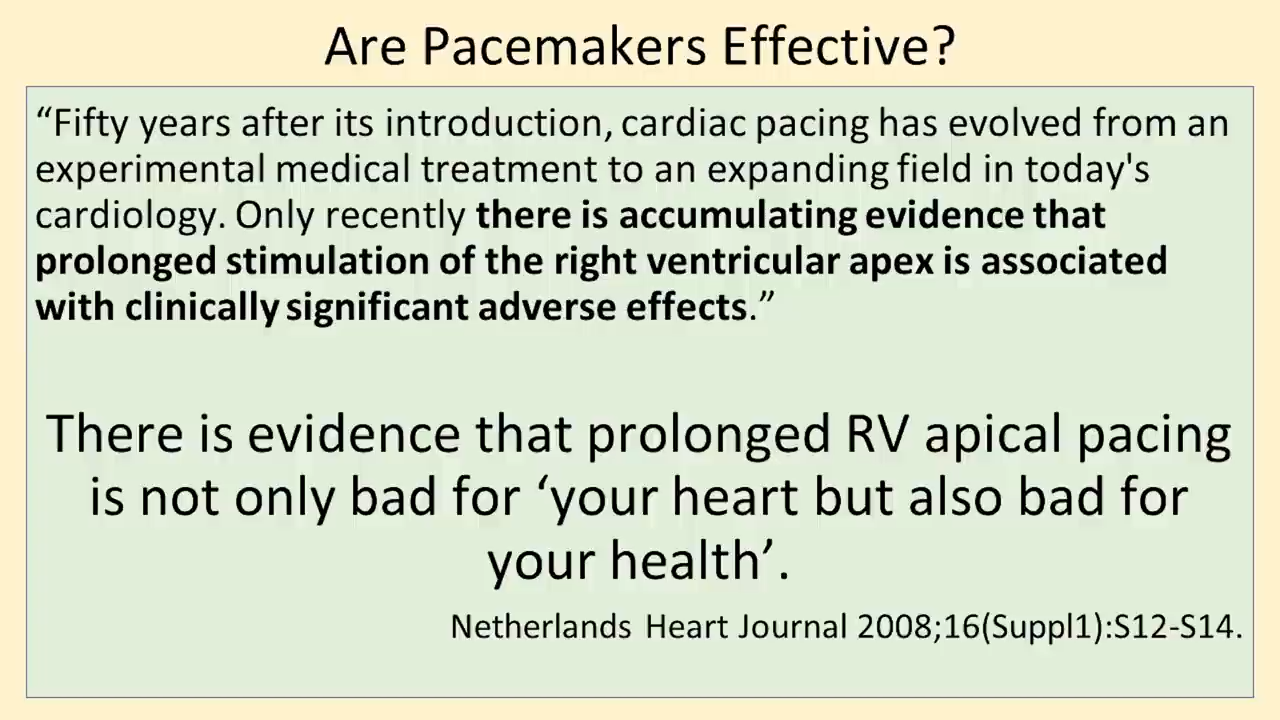 Are Pacemakers Effective?
“Fifty years after its introduction, cardiac pacing has evolved from an
experimental medical treatment to an expanding field in today's
cardiology. Only recently there is accumulating evidence that
prolonged stimulation of the right ventricular apex is associated
with clinically significant adverse effects.”
There is evidence that prolonged RV apical pacing
is not only bad for ‘your heart but also bad for
your health’.
Netherlands Heart Journal 2008;16(Suppl1):S12-S14.